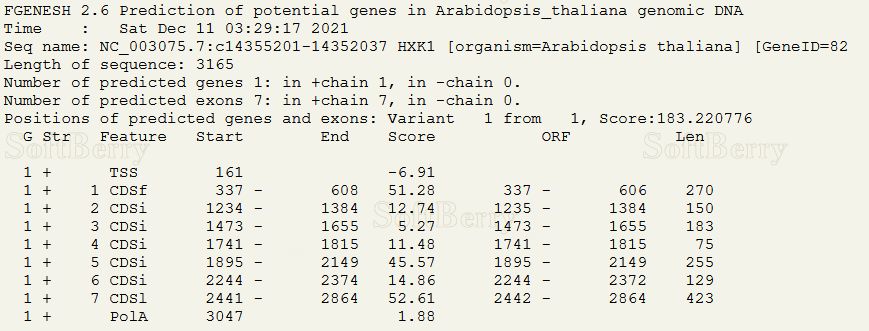 FGENESH 2.6 Prediction of potential genes in Arabidopsis_thaliana genomic DNA
Time    :   Sat Dec 11 03:29:17 2021
Seq name: NC_003075.7:c14355201-14352037 HXK1 [organism=Arabidopsis thaliana] [GeneID=82
Length of sequence: 3165
Number of predicted genes 1: in +chain 1, in -chain 0.
Number of predicted exons 7: in +chain 7, in -chain 0.
Positions of predicted genes and exons: Variant   1 from   1, Score:183.220776
G Str   Feature   Start        End    Score           ORF           Len
SoftBerry SoftBerry
1 +      TSS        161              -6.91
1 +    1 CDSf       337 -       608   51.28       337 -       606    270
1 +    2 CDSi      1234 -      1384   12.74      1235 -      1384    150
1 +    3 CDSi      1473 -      1655    5.27      1473 -      1655    183
SoftBerry
1 +    4 CDSi      1741 -      1815   11.48      1741 -      1815     75
1 +    5 CDSi      1895 -      2149   45.57      1895 -      2149    255
1 +    6 CDSi      2244 -      2374   14.86      2244 -      2372    129
1 +    7 CDSl      2441 -      2864   52.61      2442 -      2864    423
1 +      PolA      3047               1.88